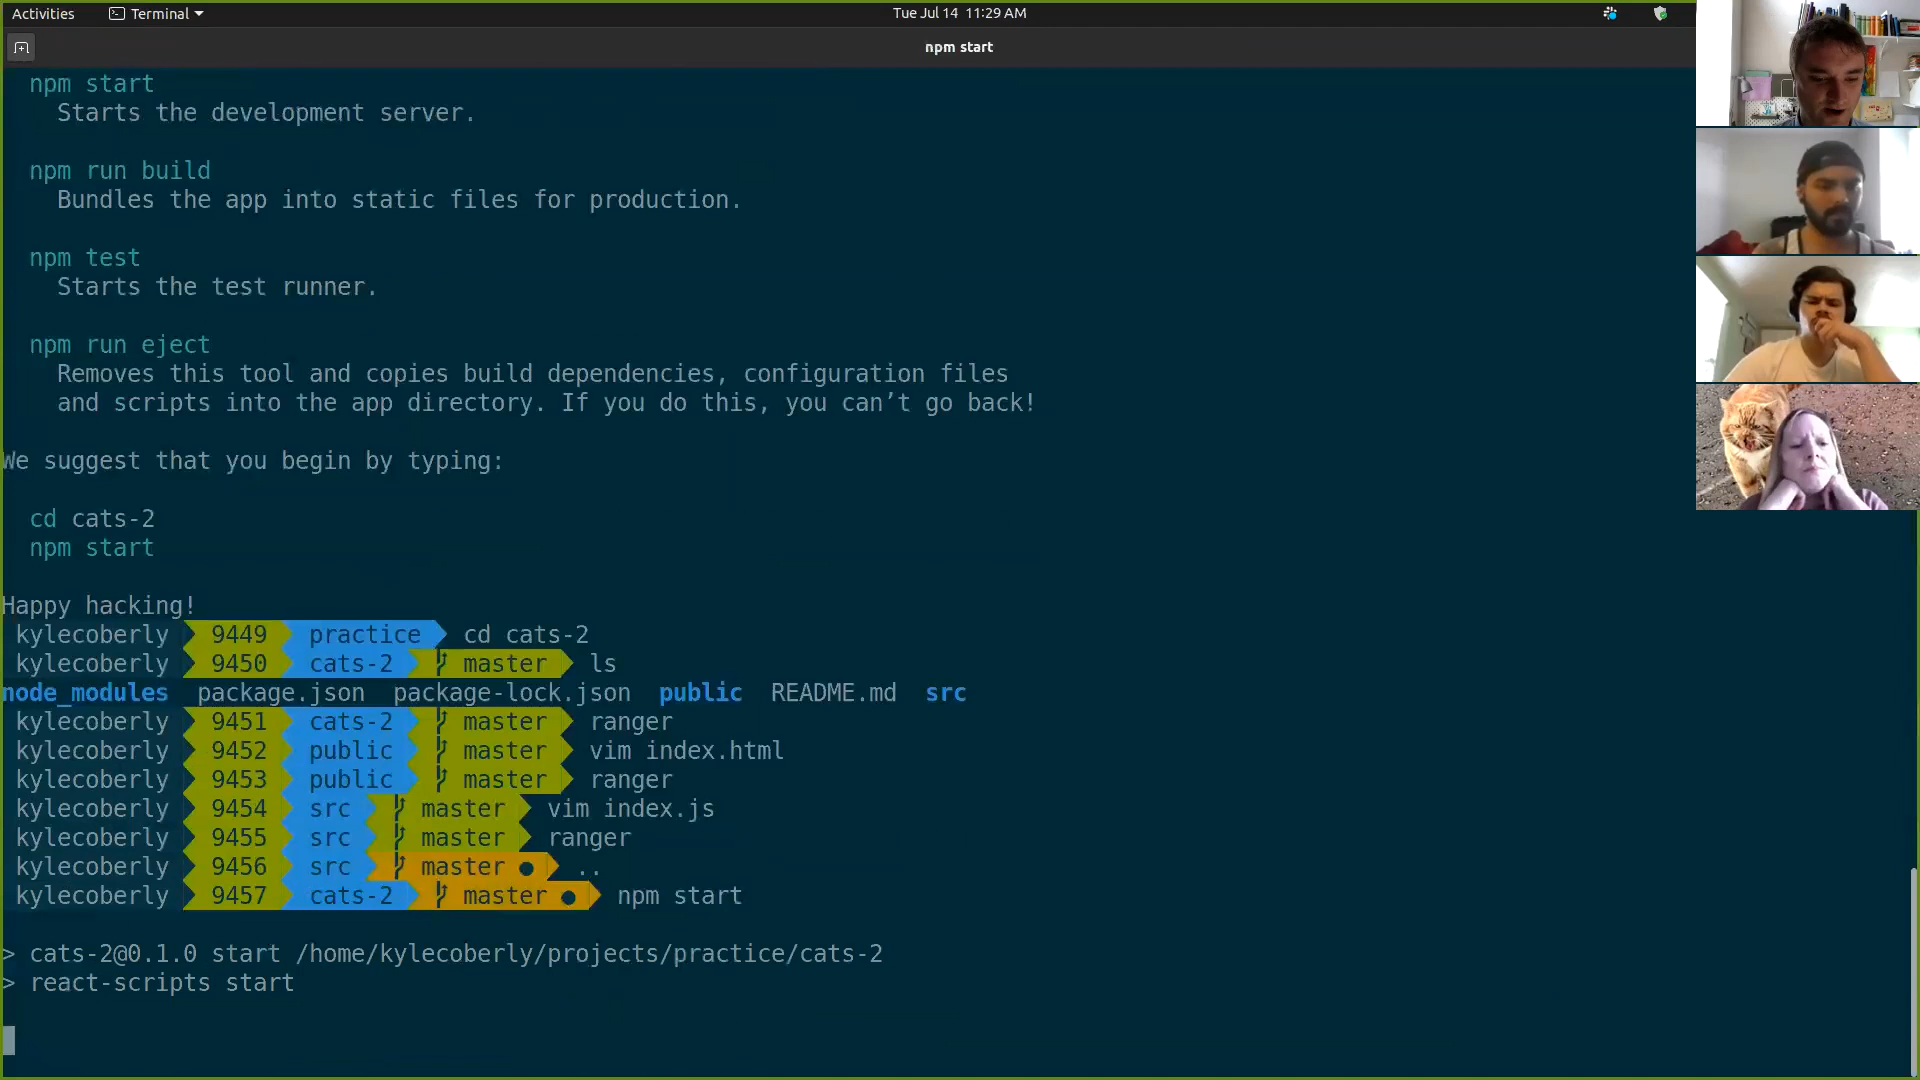 Activities Terminal Tue Jul 14 11:29 AM
npm start
npm start
Starts the development server.
npm run build
Bundles the app into static files for production.
npm test
Starts the test runner.
npm run eject
Removes this tool and copies build dependencies, configuration files
and scripts into the app directory. If you do this, you can’t go back!
We suggest that you begin by typing:
cd cats-2
npm start
Happy hacking!
kylecoberly 9449 practice cd cats-2
kylecoberly 9450 cats-2 master ls
node_modules package.json package-lock.json public README.md src
kylecoberly 9451 cats-2 master ranger
kylecoberly 9452 public master vim index.html
kylecoberly 9453 public master ranger
kylecoberly 9454 src master vim index.js
kylecoberly 9455 src master ranger
kylecoberly 9456 src master ● ..
kylecoberly 9457 cats-2 master ● npm start
> cats-2@0.1.0 start /home/kylecoberly/projects/practice/cats-2
> react-scripts start